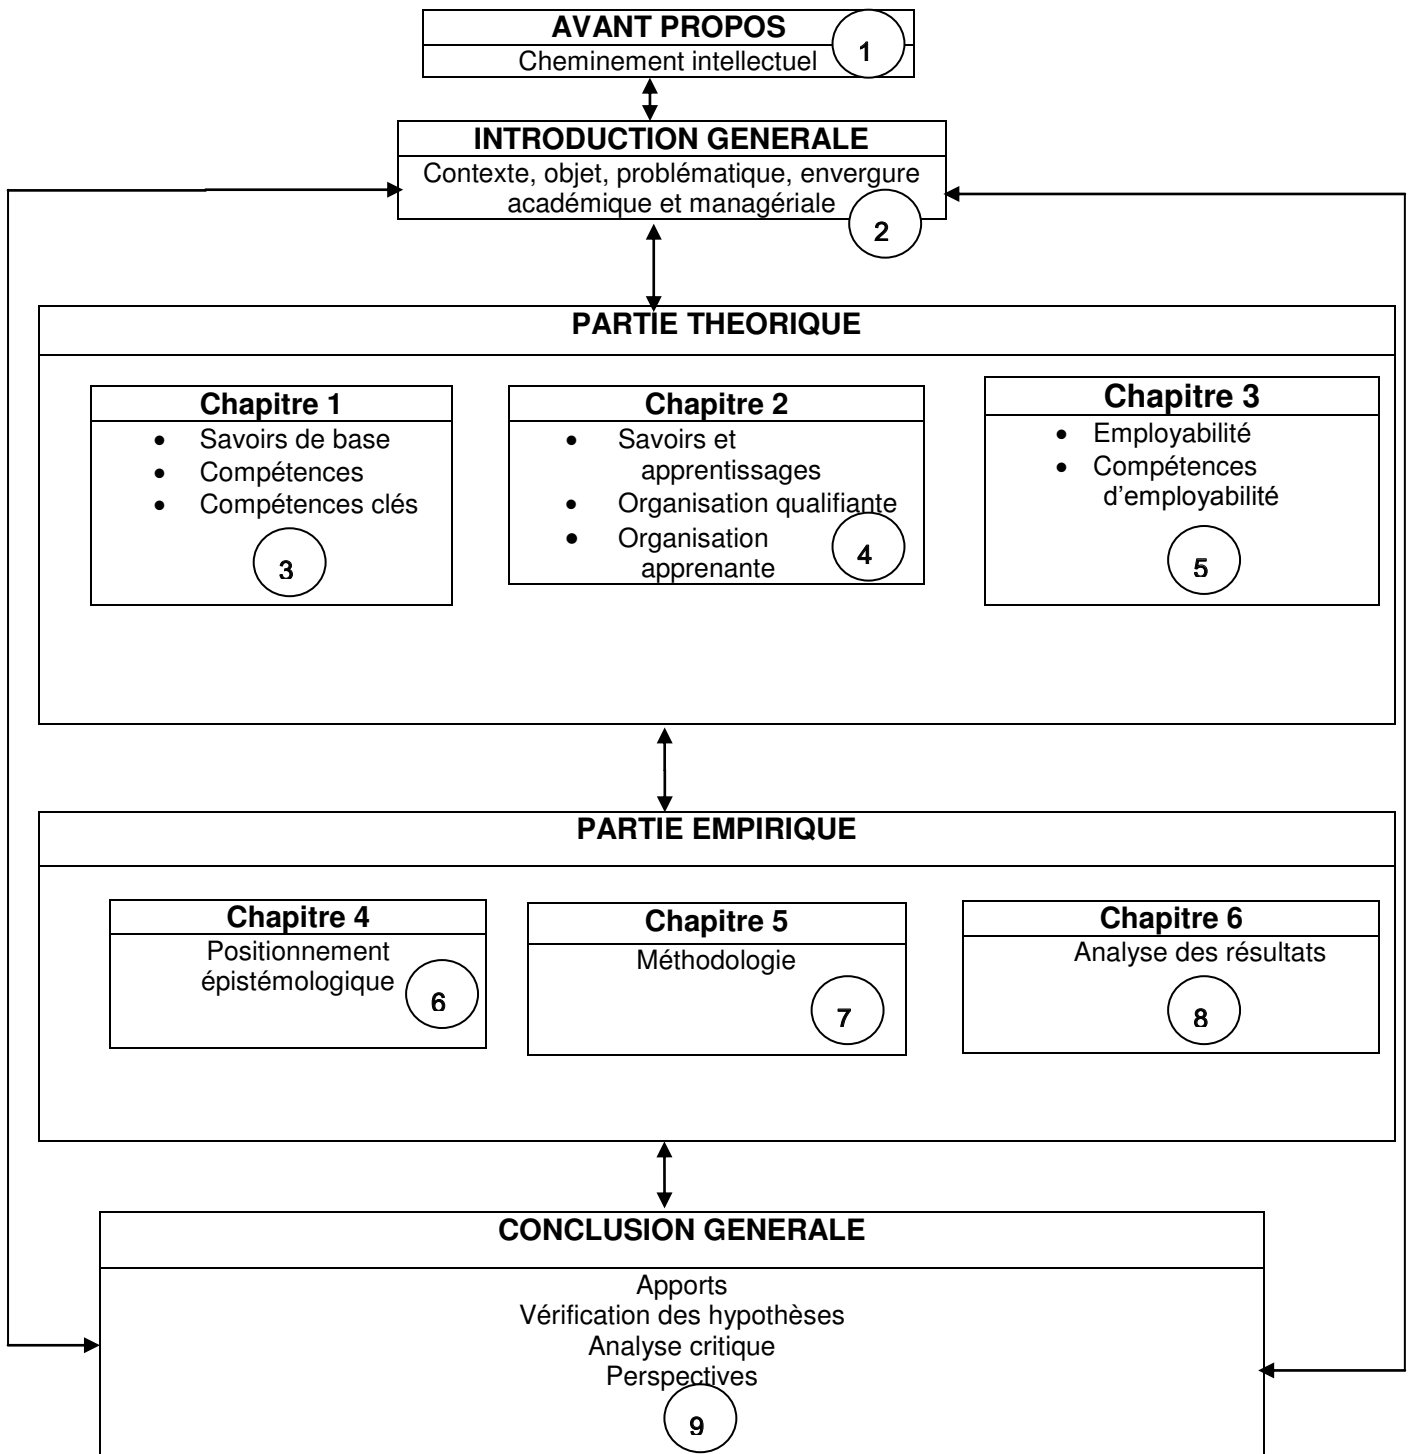 AVANT PROPOS
Cheminement intellectuel
1
INTRODUCTION GENERALE
Contexte, objet, problématique, envergure
académique et managériale
2
PARTIE THEORIQUE
Chapitre 1
• Savoirs de base
• Compétences
• Compétences clés
3
Chapitre 2
• Savoirs et
apprentissages
• Organisation qualifiante
• Organisation
apprenante
4
Chapitre 3
• Employabilité
• Compétences
d’employabilité
5
PARTIE EMPIRIQUE
Chapitre 4
Positionnement
épistémologique
6
Chapitre 5
Méthodologie
7
Chapitre 6
Analyse des résultats
8
CONCLUSION GENERALE
Apports
Vérification des hypothèses
Analyse critique
Perspectives
9